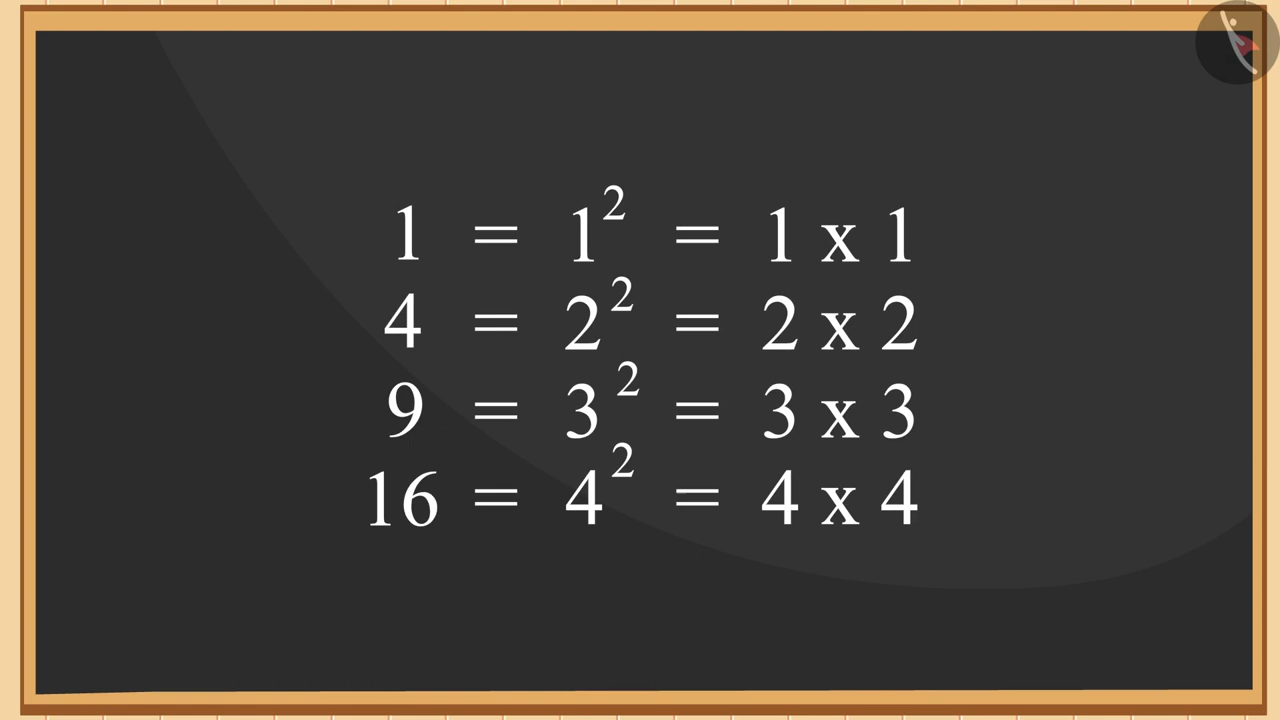 1 = 1² = 1 x 1
4 = 2² = 2 x 2
9 = 3² = 3 x 3
16 = 4² = 4 x 4